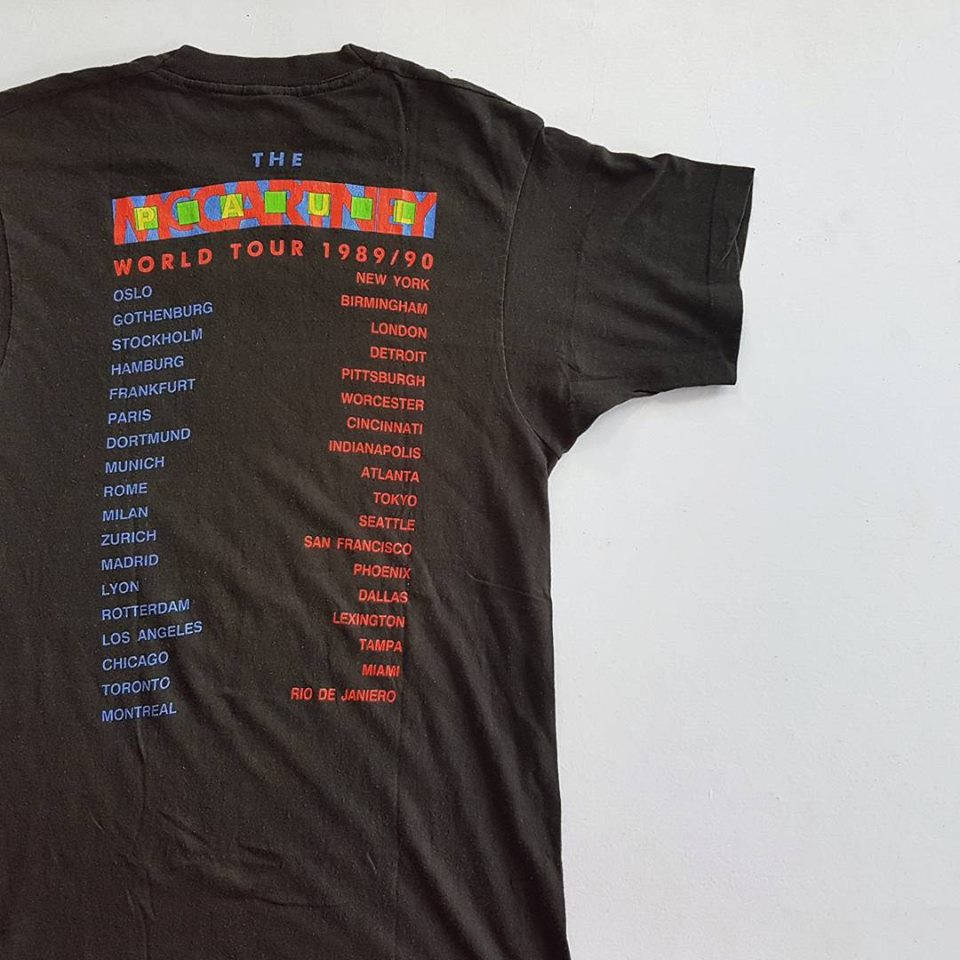 THE
MCCARTNEY
PAUL
WORLD TOUR 1989/90
OSLO
GOTHENBURG
STOCKHOLM
HAMBURG
FRANKFURT
PARIS
DORTMUND
MUNICH
ROME
MILAN
ZURICH
MADRID
LYON
ROTTERDAM
LOS ANGELES
CHICAGO
TORONTO
MONTREAL
NEW YORK
BIRMINGHAM
LONDON
DETROIT
PITTSBURGH
WORCESTER
CINCINNATI
INDIANAPOLIS
ATLANTA
TOKYO
SEATTLE
SAN FRANCISCO
PHOENIX
DALLAS
LEXINGTON
TAMPA
MIAMI
RIO DE JANIERO